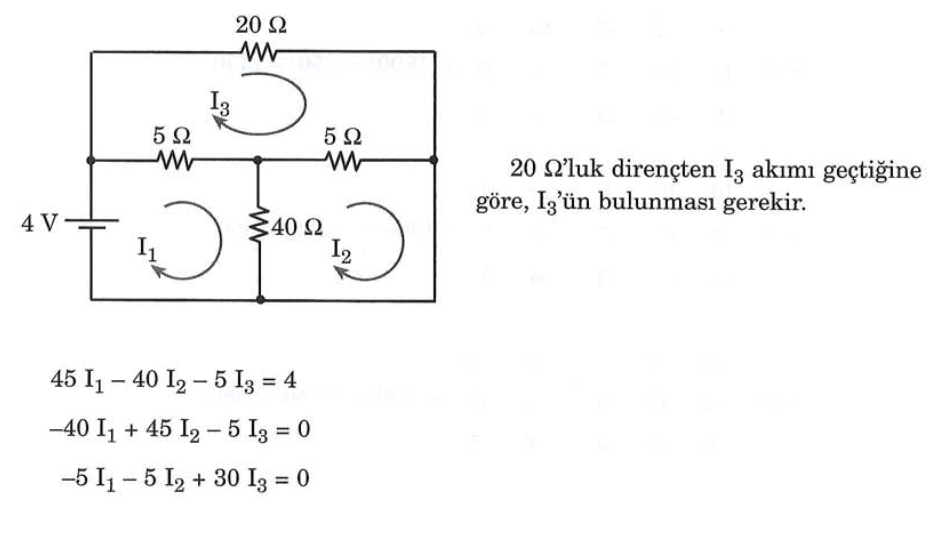 20 Ω
I₃
5 Ω
5 Ω
20 Ω’luk dirençten I₃ akımı geçtiğine
göre, I₃’ün bulunması gerekir.
4 V
40 Ω
I₁
I₂
45 I₁ – 40 I₂ – 5 I₃ = 4
–40 I₁ + 45 I₂ – 5 I₃ = 0
–5 I₁ – 5 I₂ + 30 I₃ = 0